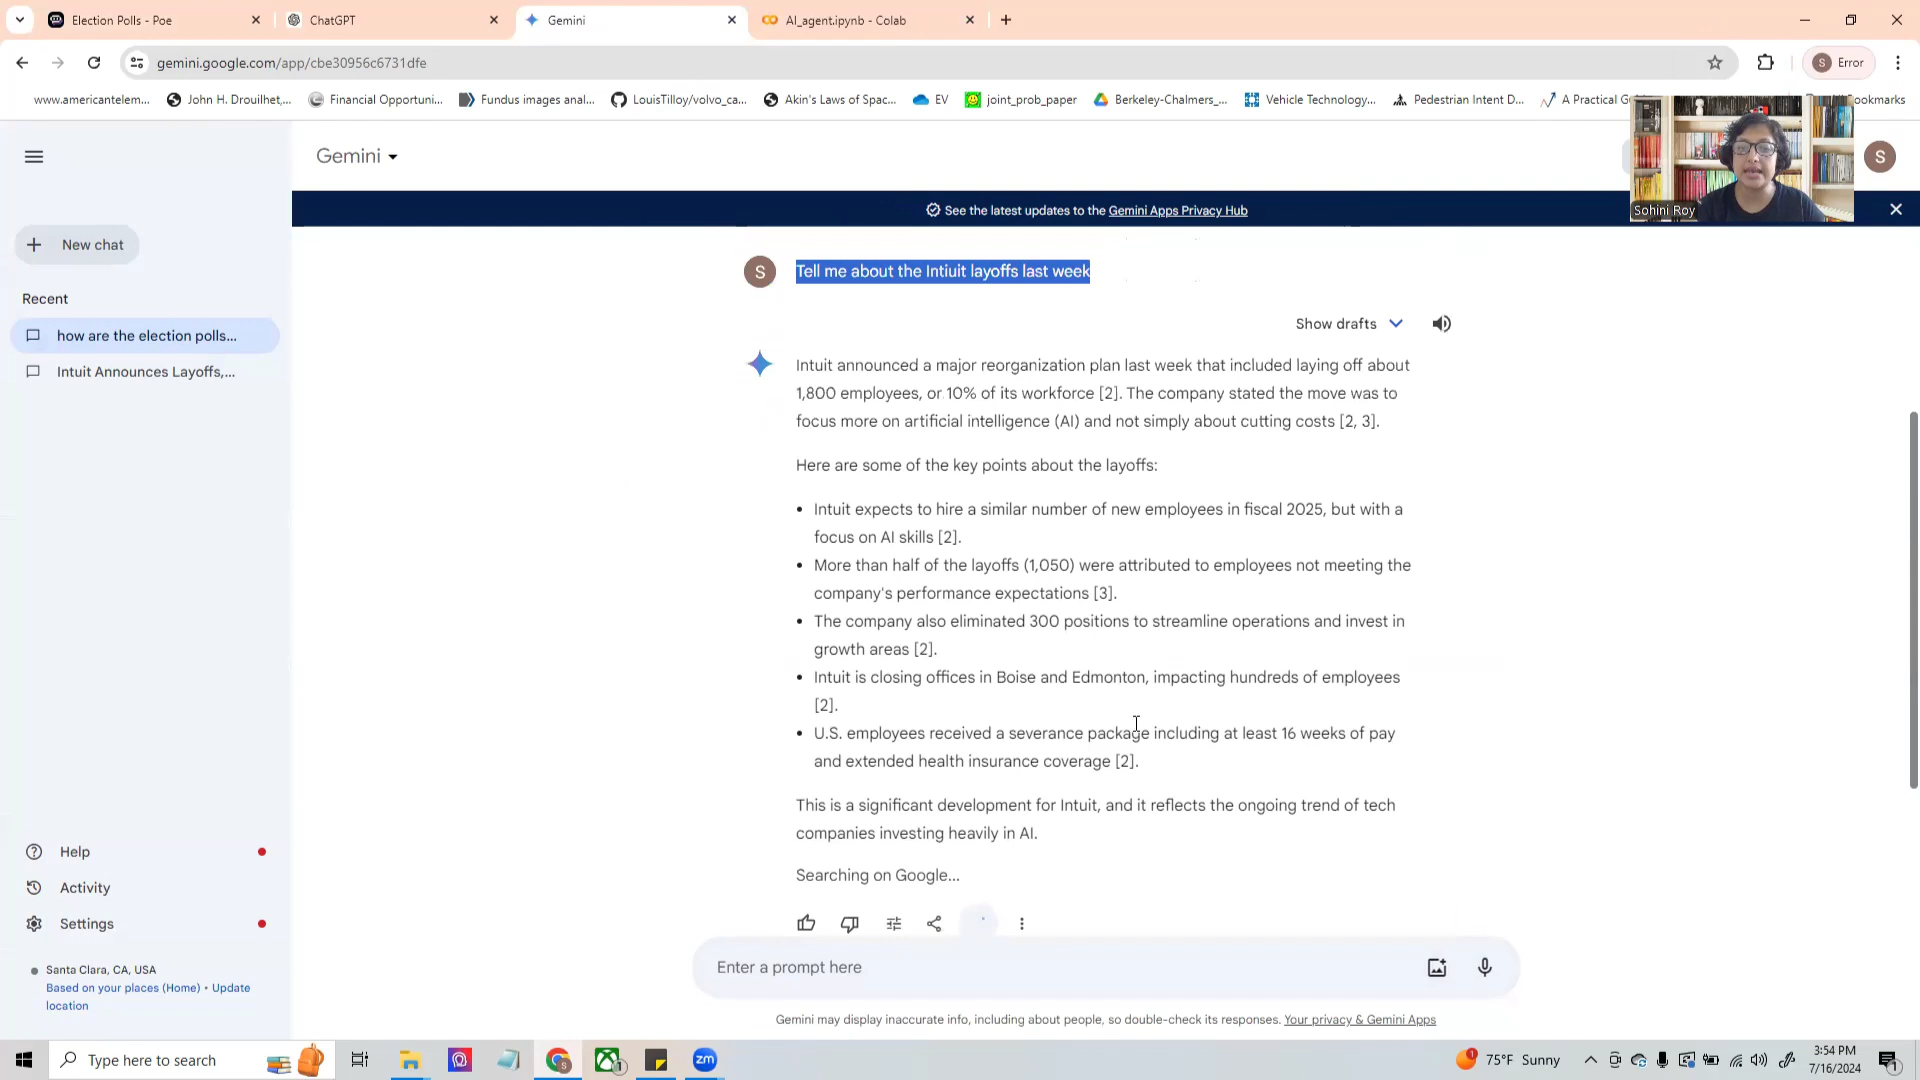 Election Polls - Poe
ChatGPT
Gemini
AI_agent.ipynb - Colab
gemini.google.com/app/cbe30956c6731dfe
S
Error
www.americantelem...
John H. Drouilhet,...
Financial Opportuni...
Fundus images anal...
LouisTilloy/volvo_ca...
Akin's Laws of Spac...
EV
joint_prob_paper
Berkeley-Chalmers_...
Vehicle Technology...
Pedestrian Intent D...
A Practical
ookmarks
Gemini
S
Sohini Roy
See the latest updates to the Gemini Apps Privacy Hub
New chat
Recent
how are the election polls...
Intuit Announces Layoffs,...
S
Tell me about the Intiuit layoffs last week
Show drafts
Intuit announced a major reorganization plan last week that included laying off about
1,800 employees, or 10% of its workforce [2]. The company stated the move was to
focus more on artificial intelligence (AI) and not simply about cutting costs [2, 3].
Here are some of the key points about the layoffs:
• Intuit expects to hire a similar number of new employees in fiscal 2025, but with a
focus on AI skills [2].
• More than half of the layoffs (1,050) were attributed to employees not meeting the
company's performance expectations [3].
• The company also eliminated 300 positions to streamline operations and invest in
growth areas [2].
• Intuit is closing offices in Boise and Edmonton, impacting hundreds of employees
[2].
• U.S. employees received a severance package including at least 16 weeks of pay
and extended health insurance coverage [2].
This is a significant development for Intuit, and it reflects the ongoing trend of tech
companies investing heavily in AI.
Searching on Google...
Help
Activity
Settings
Santa Clara, CA, USA
Based on your places (Home) • Update
location
Enter a prompt here
Gemini may display inaccurate info, including about people, so double-check its responses. Your privacy & Gemini Apps
Type here to search
zm
75°F Sunny
3:54 PM
7/16/2024